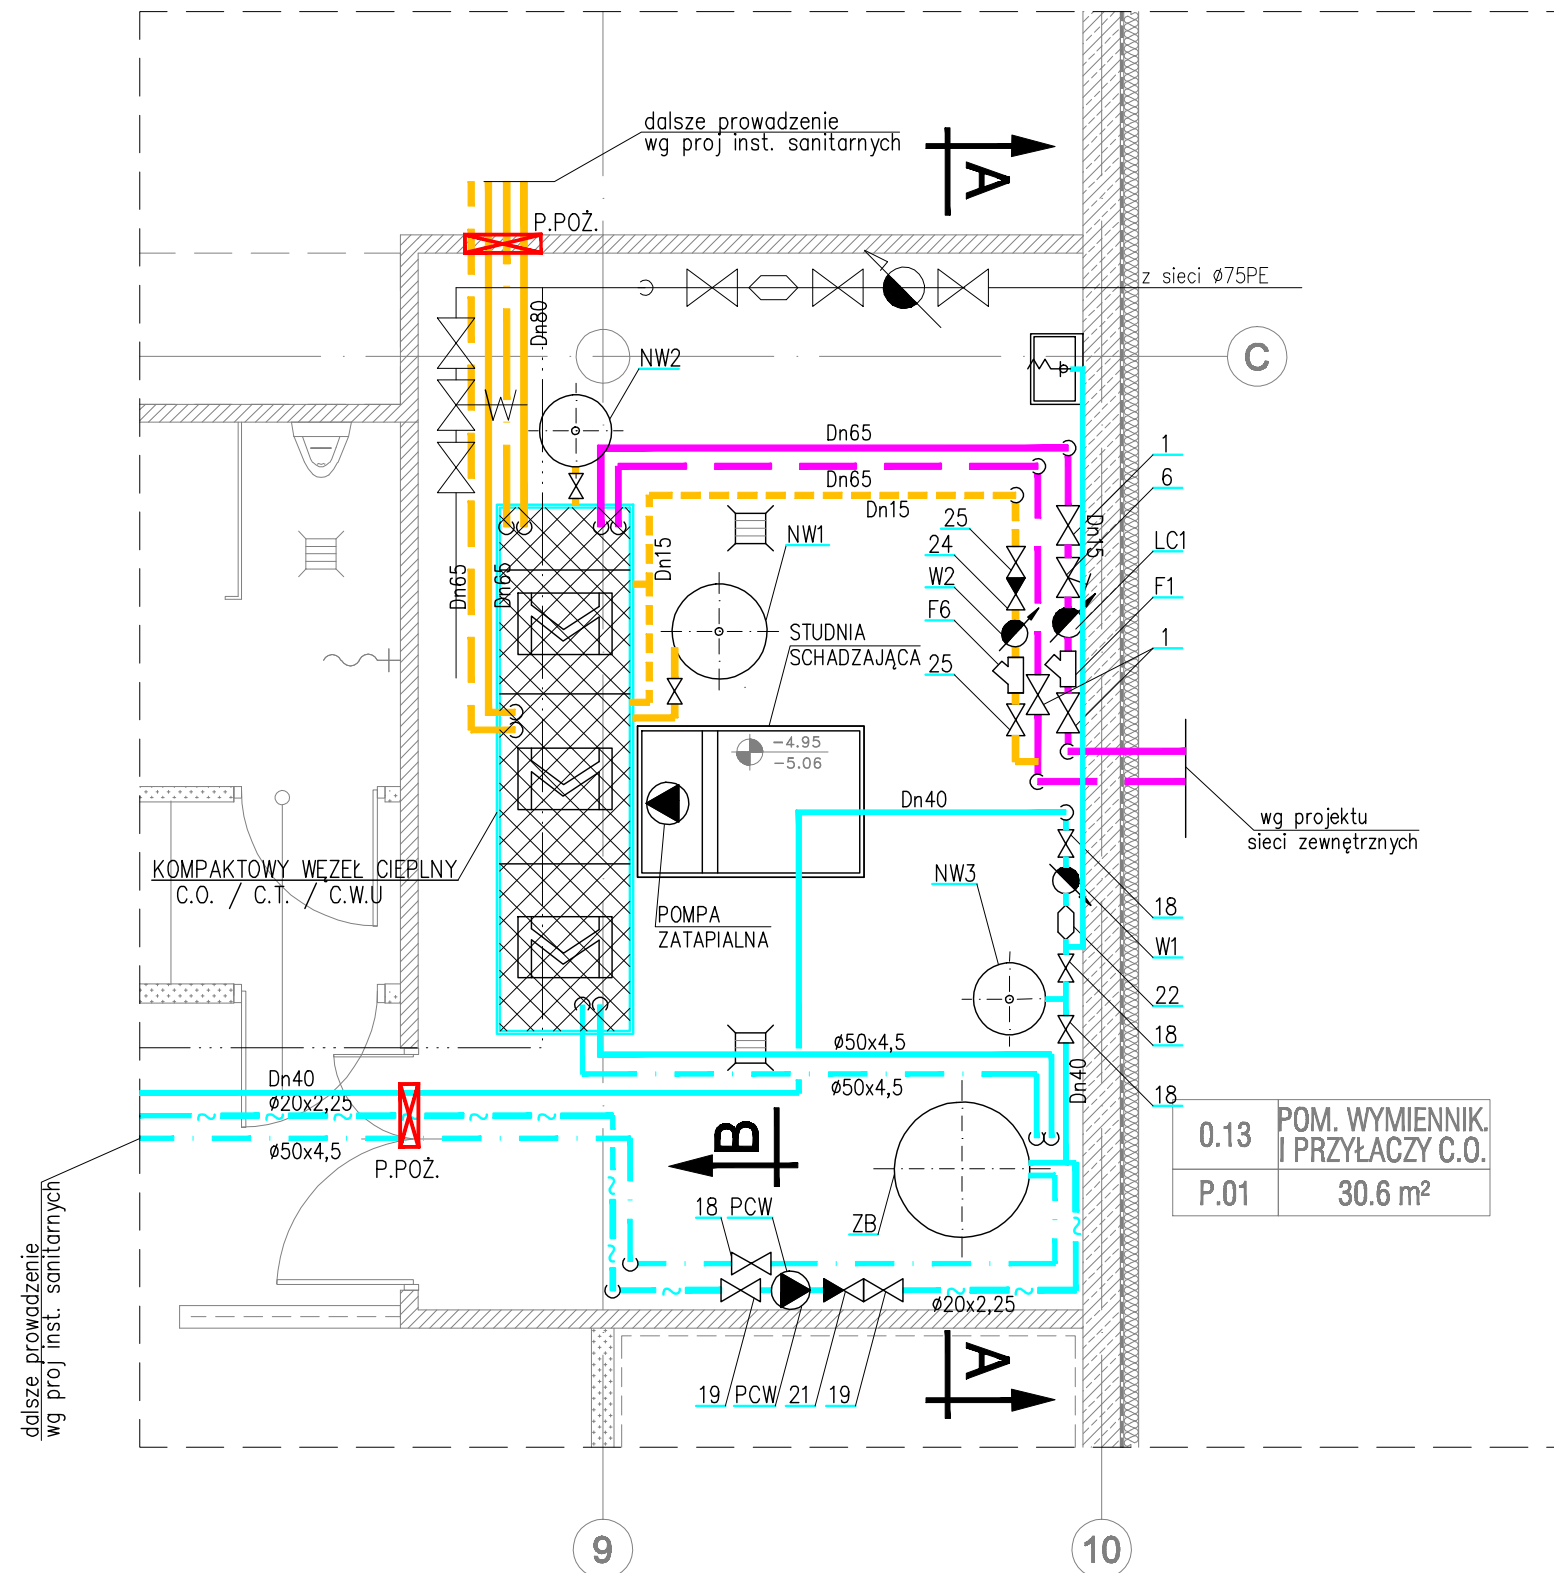 dalsze prowadzenie
wg proj inst. sanitarnych
A
P.POŻ.
z sieci ø75PE
Dn80
C
NW2
W
Dn65
Dn65
Dn15
1
6
Dn15
LC1
F1
1
25
24
W2
F6
25
NW1
Dn15
Dn65
Dn65
STUDNIA
SCHADZAJĄCA
-4.95
-5.06
Dn40
wg projektu
sieci zewnętrznych
KOMPAKTOWY WĘZEŁ CIEPLNY
C.O. / C.T. / C.W.U
POMPA
ZATAPIALNA
NW3
18
W1
22
18
18
ø50x4,5
ø50x4,5
Dn40
Dn40
ø20x2,25
ø50x4,5
P.POŻ.
B
0.13
POM. WYMIENNIK.
I PRZYŁACZY C.O.
P.01
30.6 m²
ZB
18 PCW
ø20x2,25
19 PCW 21 19
A
dalsze prowadzenie
wg proj inst. sanitarnych
9
10